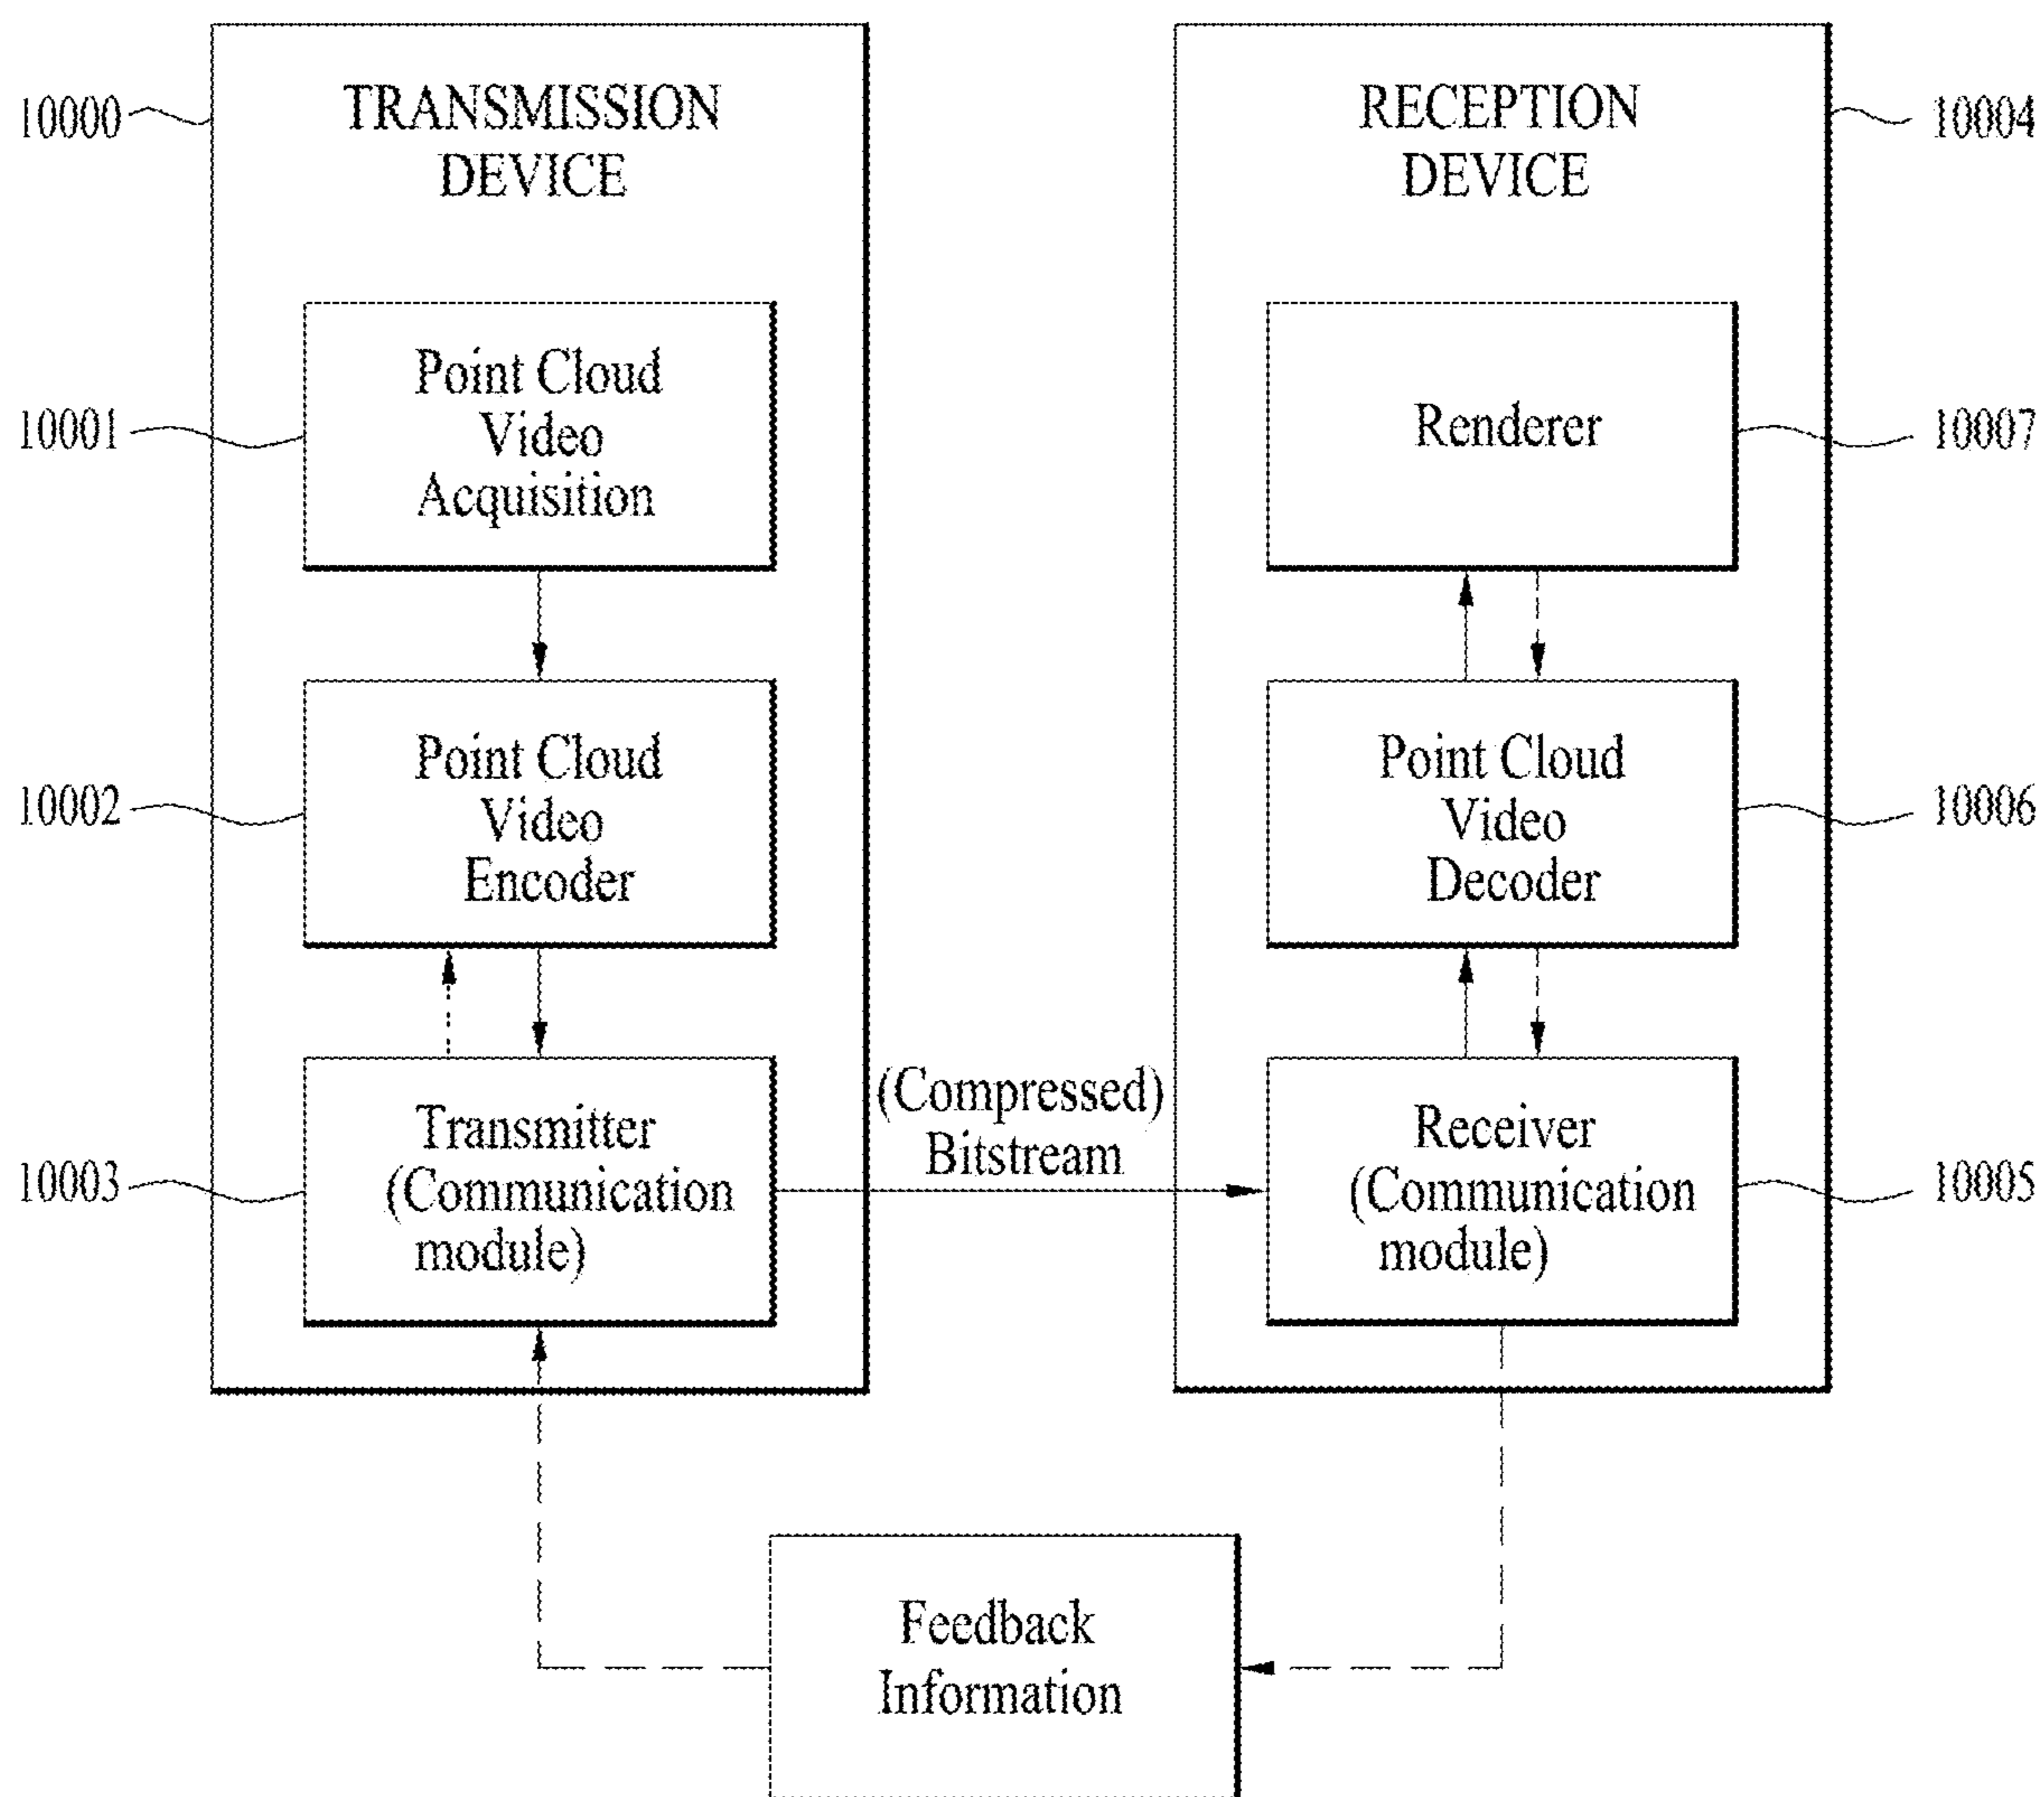 10000
TRANSMISSION
DEVICE
10001
Point Cloud
Video
Acquisition
10002
Point Cloud
Video
Encoder
10003
Transmitter
(Communication
module)
(Compressed)
Bitstream
RECEPTION
DEVICE
10004
Renderer
10007
Point Cloud
Video
Decoder
10006
Receiver
(Communication
module)
10005
Feedback
Information